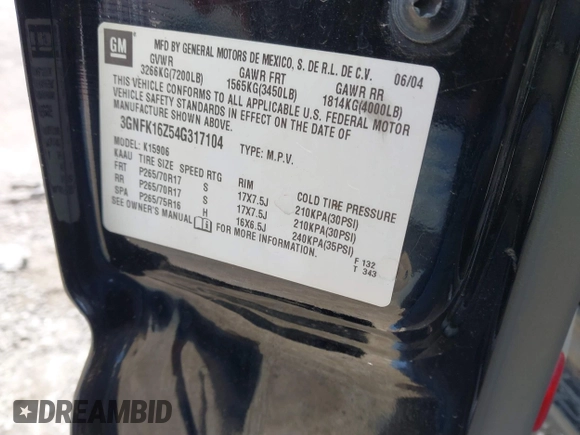 GM
MFD BY GENERAL MOTORS DE MEXICO, S. DE R.L. DE C.V. 06/04
GVWR GAWR FRT GAWR RR
3266KG(7200LB) 1565KG(3450LB) 1814KG(4000LB)
THIS VEHICLE CONFORMS TO ALL APPLICABLE U.S. FEDERAL MOTOR
VEHICLE SAFETY STANDARDS IN EFFECT ON THE DATE OF
MANUFACTURE SHOWN ABOVE.
3GNFK16Z54G317104 TYPE: M.P.V.
MODEL: K15906
KAAU TIRE SIZE SPEED RTG RIM COLD TIRE PRESSURE
FRT P265/70R17 S 17X7.5J 210KPA(30PSI)
RR P265/70R17 S 17X7.5J 210KPA(30PSI)
SPA P265/75R16 H 16X6.5J 240KPA(35PSI)
SEE OWNER'S MANUAL FOR MORE INFORMATION.
F 132
T 343
DREAMBID